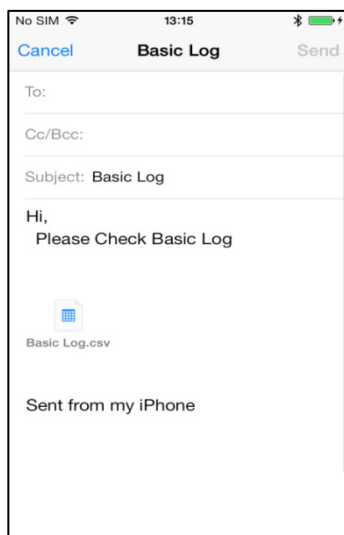 No SIM 13:15
Cancel Basic Log Send
To:
Cc/Bcc:
Subject: Basic Log
Hi,
Please Check Basic Log
Basic Log.csv
Sent from my iPhone